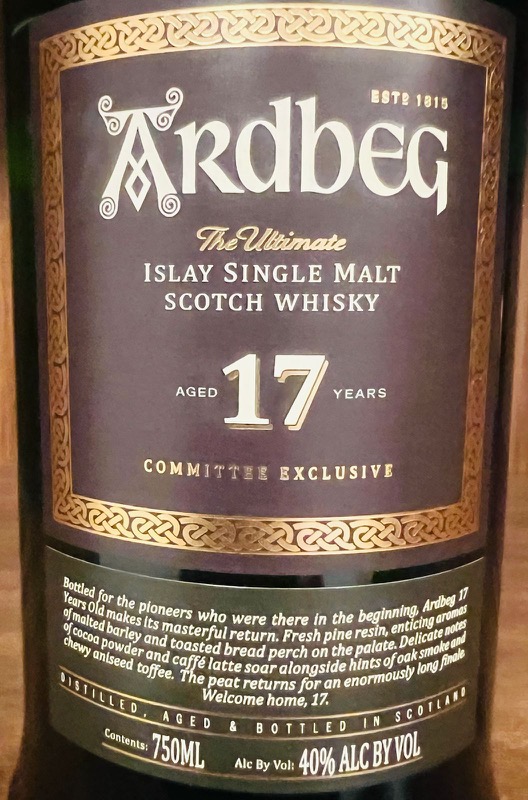 ESTD 1815
ARdbEG
The Ultimate
ISLAY SINGLE MALT
SCOTCH WHISKY
AGED 17 YEARS
COMMITTEE EXCLUSIVE
Bottled for the pioneers who were there in the beginning, Ardbeg 17
Years Old makes its masterful return. Fresh pine resin, enticing aromas
of malted barley and toasted bread perch on the palate. Delicate notes
of cocoa powder and caffé latte soar alongside hints of oak smoke and
chewy aniseed toffee. The peat returns for an enormously long finale.
Welcome home, 17.
DISTILLED, AGED & BOTTLED IN SCOTLAND
Contents: 750ML Alc By Vol: 40% ALC BY VOL